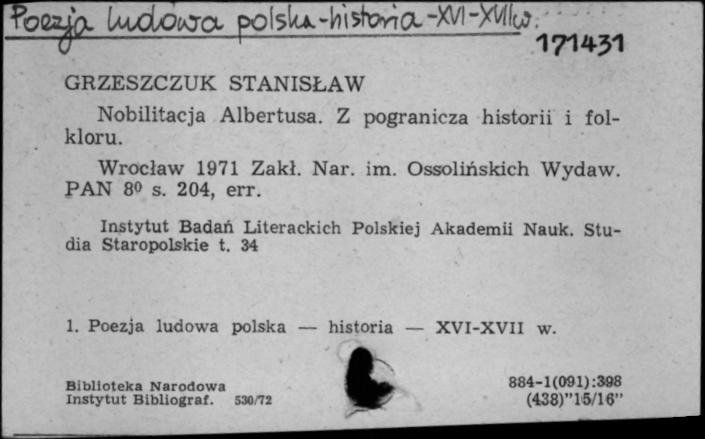 Poezja ludowa polska-historia-XVI-XVIIw.
171431
GRZESZCZUK STANISŁAW
Nobilitacja Albertusa. Z pogranicza historii i fol-
kloru.
Wrocław 1971 Zakł. Nar. im. Ossolińskich Wydaw.
PAN 8⁰ s. 204, err.
Instytut Badań Literackich Polskiej Akademii Nauk. Stu-
dia Staropolskie t. 34
1. Poezja ludowa polska — historia — XVI-XVII w.
Biblioteka Narodowa
Instytut Bibliograf. 530/72
884-1(091):398
(438)"15/16"